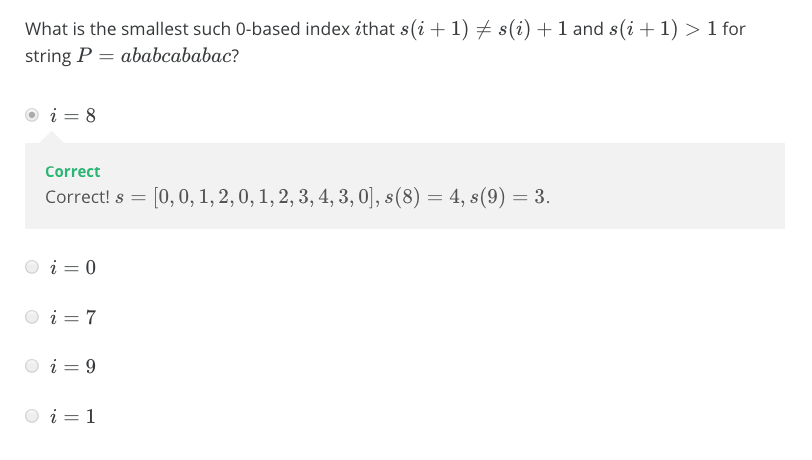 What is the smallest such 0-based index ithat s(i + 1) ≠ s(i) + 1 and s(i + 1) > 1 for
string P = ababcababac?
i = 8
Correct
Correct! s = [0, 0, 1, 2, 0, 1, 2, 3, 4, 3, 0], s(8) = 4, s(9) = 3.
i = 0
i = 7
i = 9
i = 1